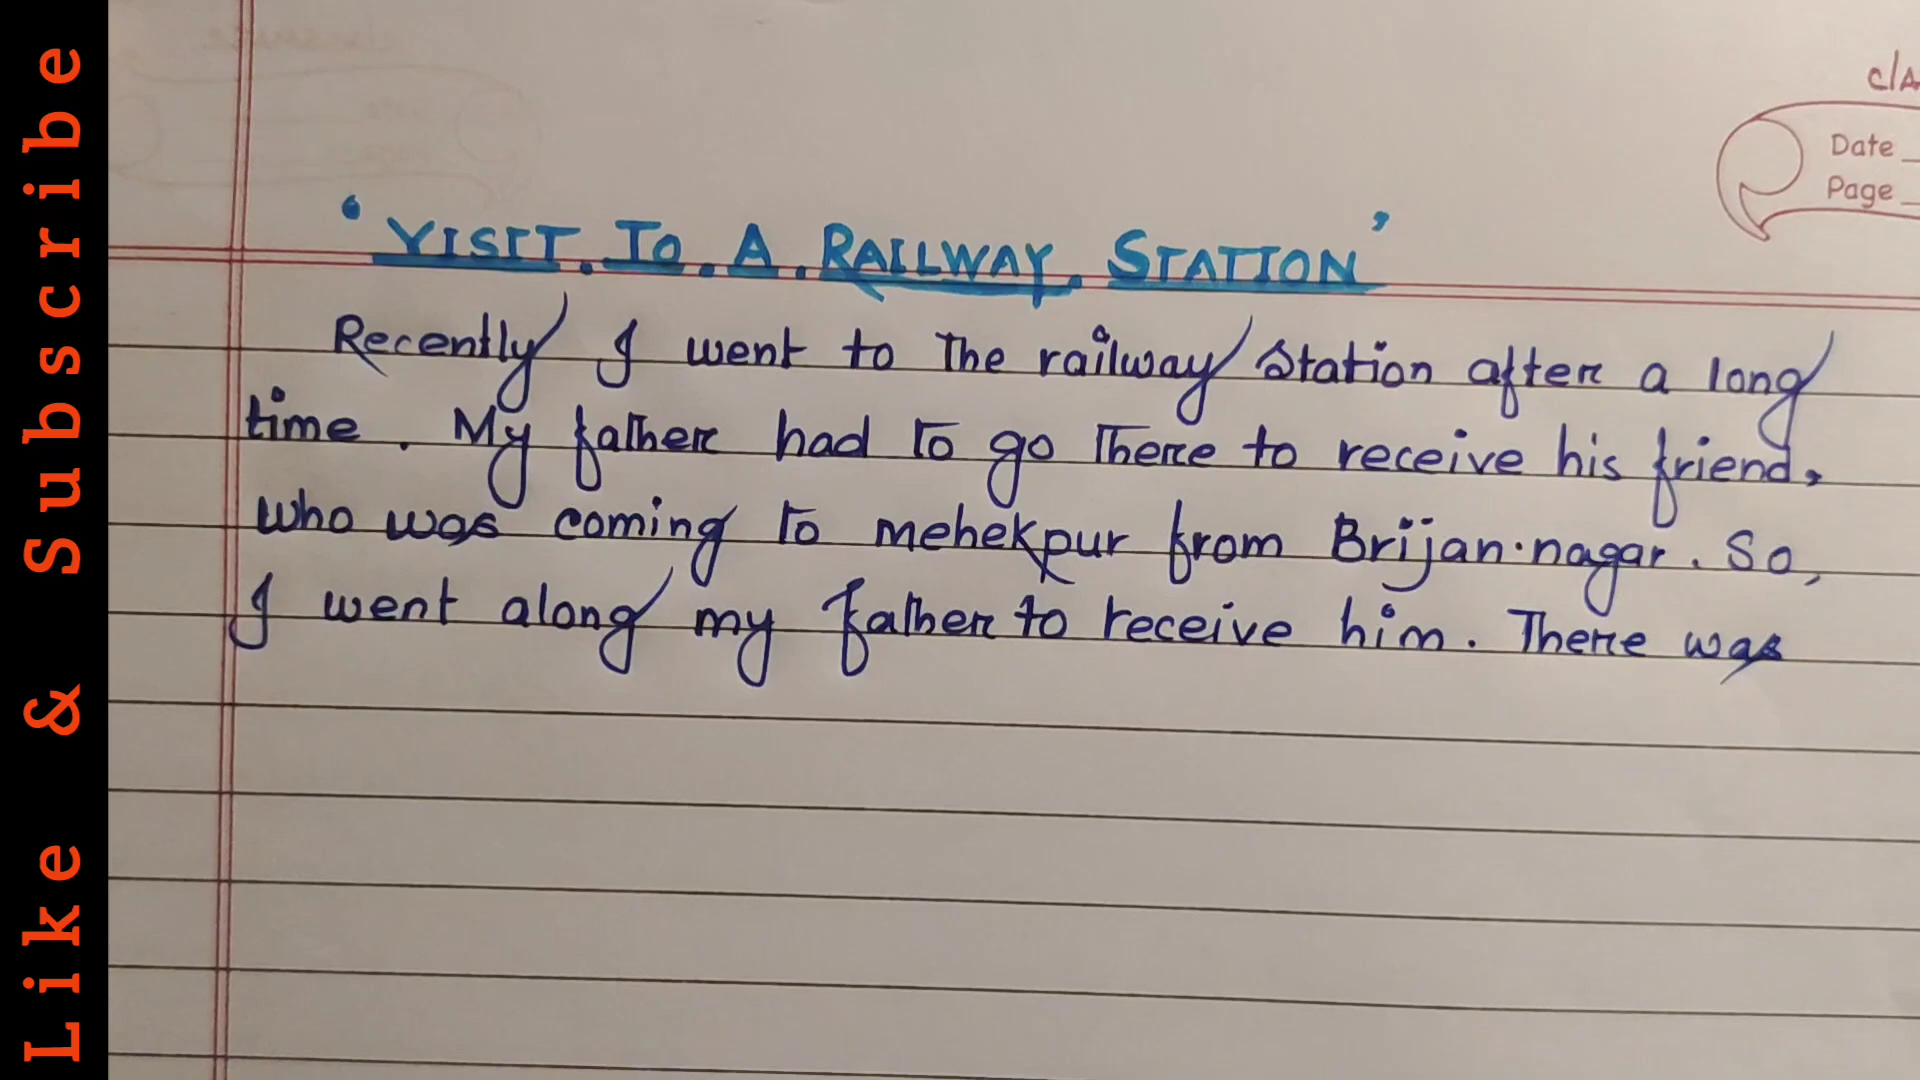 Like & Subscribe
Date
Page
'VISIT. TO. A. RAILWAY. STATION'
Recently I went to The railway station after a long
time. My father had to go There to receive his friend,
who was coming to mehekpur from Brijan.nagar. So,
I went along my father to receive him. There was